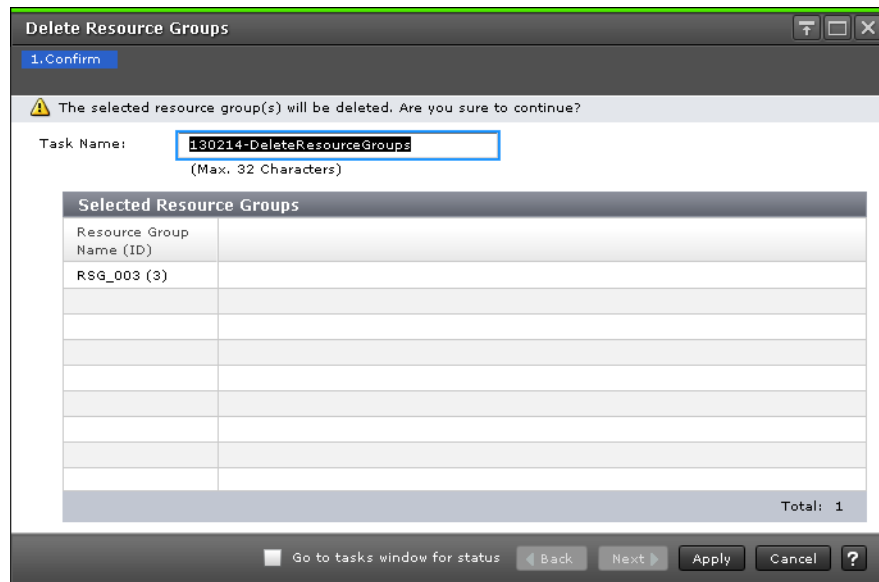 Delete Resource Groups
1.Confirm
The selected resource group(s) will be deleted. Are you sure to continue?
Task Name: 130214-DeleteResourceGroups
(Max. 32 Characters)
Selected Resource Groups
Resource Group
Name (ID)
RSG_003 (3)
Total: 1
Go to tasks window for status Back Next Apply Cancel ?